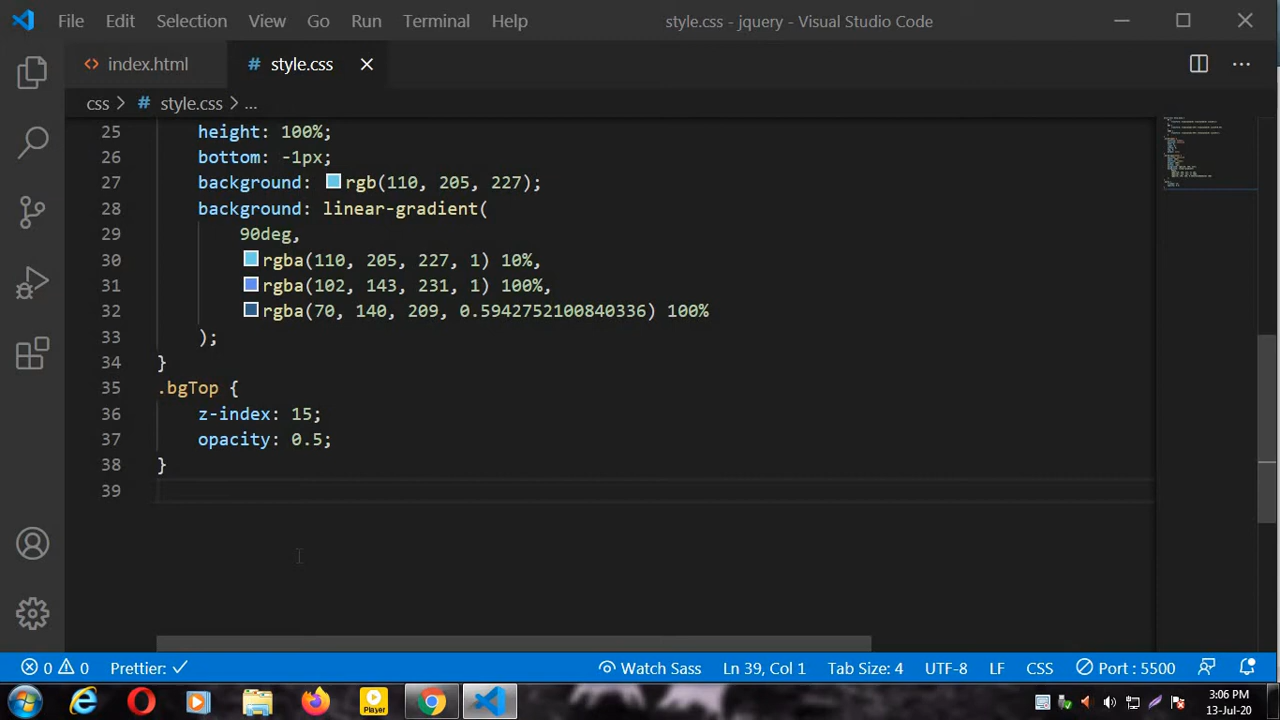 File Edit Selection View Go Run Terminal Help style.css - jquery - Visual Studio Code
<> index.html # style.css
css > # style.css > ...
25 height: 100%;
26 bottom: -1px;
27 background: rgb(110, 205, 227);
28 background: linear-gradient(
29 90deg,
30 rgba(110, 205, 227, 1) 10%,
31 rgba(102, 143, 231, 1) 100%,
32 rgba(70, 140, 209, 0.5942752100840336) 100%
33 );
34 }
35 .bgTop {
36 z-index: 15;
37 opacity: 0.5;
38 }
39
0 0 Prettier: ✓ Watch Sass Ln 39, Col 1 Tab Size: 4 UTF-8 LF CSS Port : 5500
Player
3:06 PM
13-Jul-20